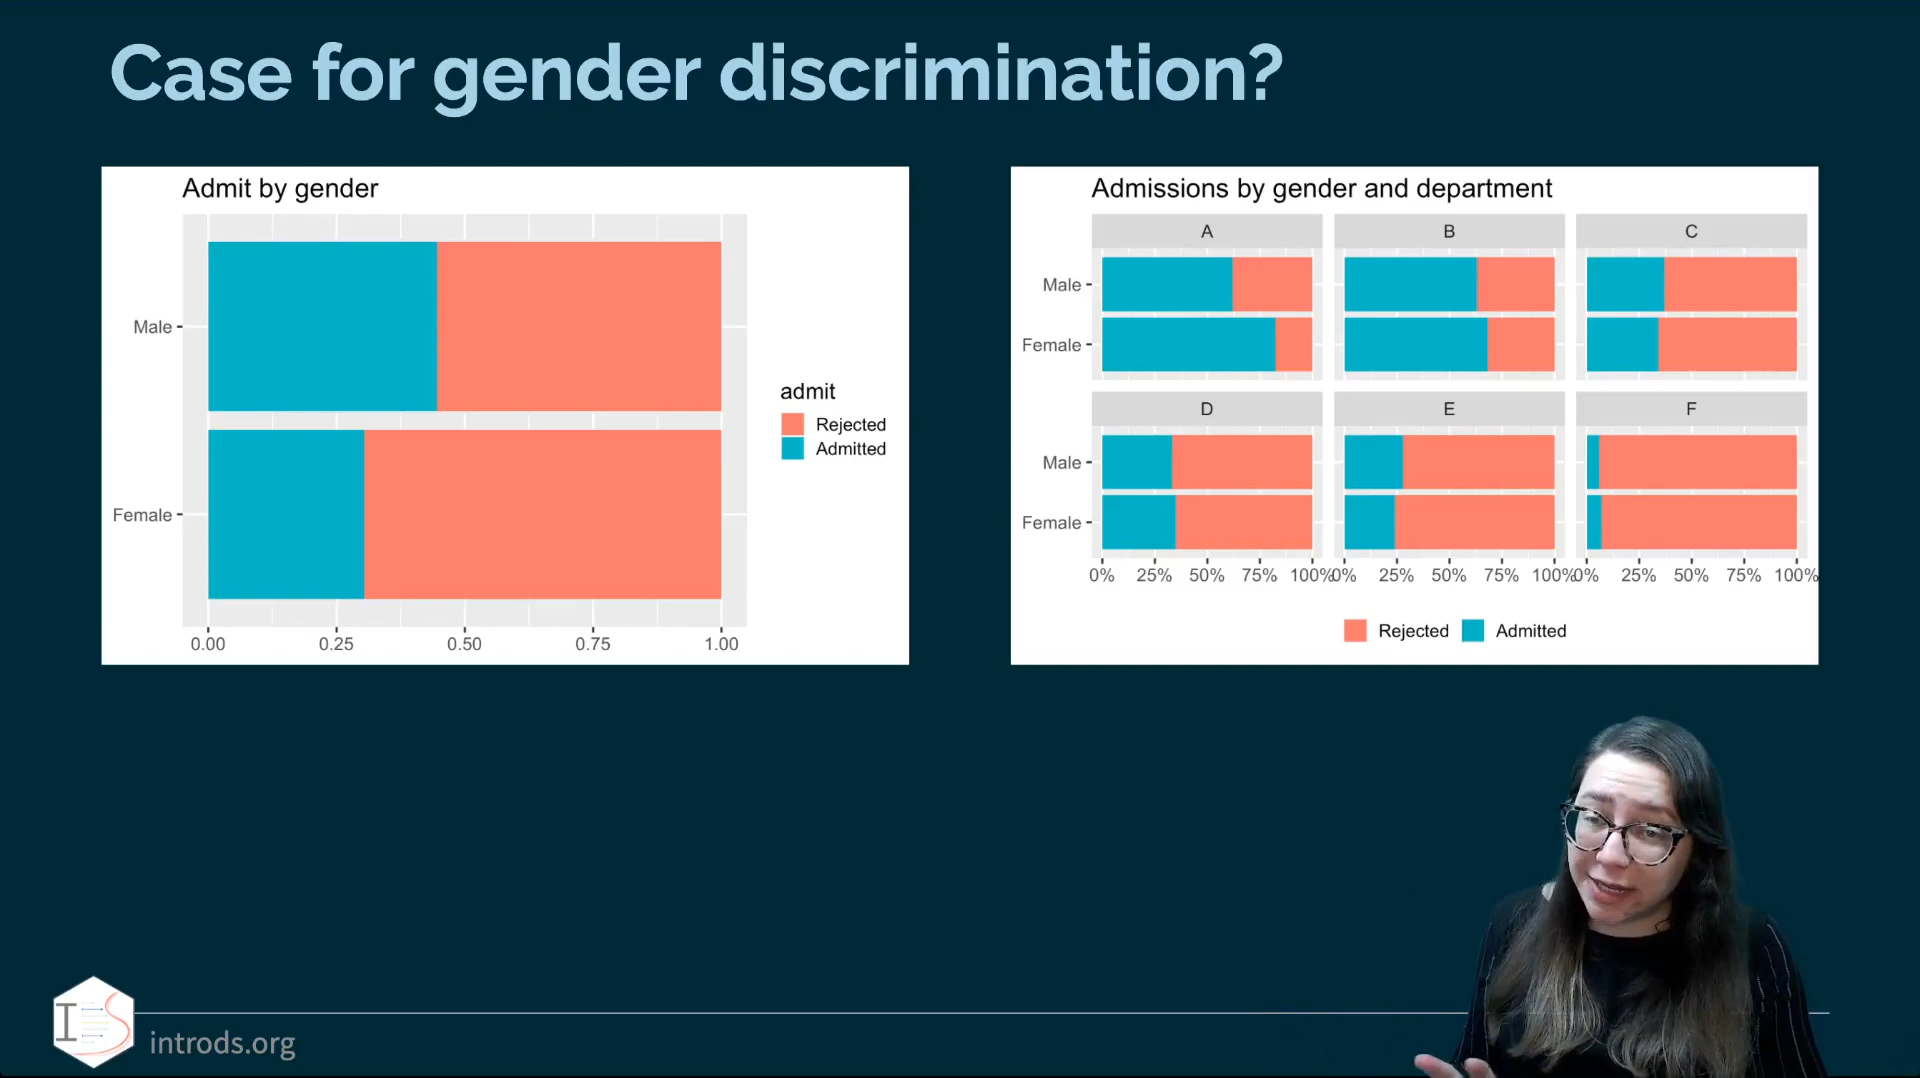 Case for gender discrimination?
Admit by gender
Male
Female
0.00 0.25 0.50 0.75 1.00
admit
Rejected
Admitted
Admissions by gender and department
A B C
Male
Female
D E F
Male
Female
0% 25% 50% 75% 100% 0% 25% 50% 75% 100% 0% 25% 50% 75% 100%
Rejected Admitted
introds.org